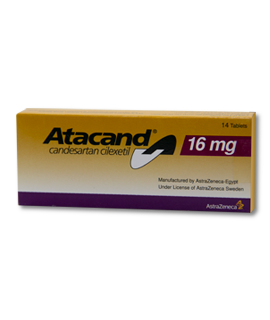 14 Tablets
Atacand®
candesartan cilexetil
16 mg
Manufactured by AstraZeneca-Egypt
Under License of AstraZeneca Sweden
AstraZeneca